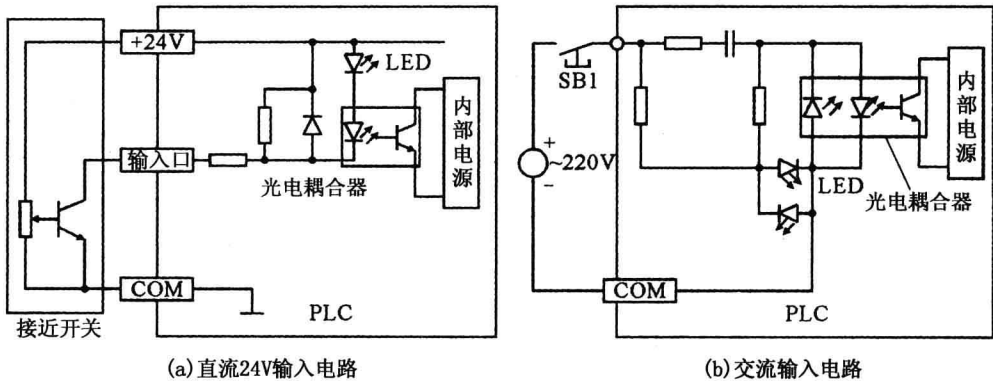 +24V
LED
内部电源
输入口
光电耦合器
COM
PLC
接近开关
(a)直流24V输入电路
SB1
+
~220V
-
LED
内部电源
光电耦合器
COM
PLC
(b)交流输入电路